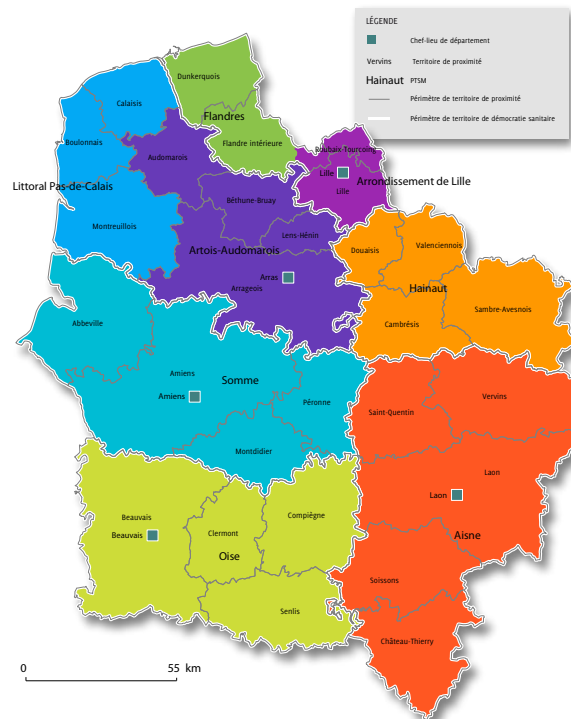 LÉGENDE
Chef-lieu de département
Vervins Territoire de proximité
Hainaut PTSM
Périmètre de territoire de proximité
Périmètre de territoire de démocratie sanitaire
Dunkerquois
Calaisis
Flandres
Boulonnais
Flandre intérieure
Audomarois
Roubaix-Tourcoing
Lille
Arrondissement de Lille
Littoral Pas-de-Calais
Lille
Béthune-Bruay
Montreuillois
Lens-Hénin
Valenciennois
Artois-Audomarois
Douaisis
Arras
Arrageois
Hainaut
Sambre-Avesnois
Abbeville
Cambrésis
Amiens
Somme
Amiens
Péronne
Saint-Quentin
Vervins
Montdidier
Laon
Laon
Beauvais
Compiègne
Beauvais
Clermont
Aisne
Oise
Soissons
Senlis
Château-Thierry
0 55 km